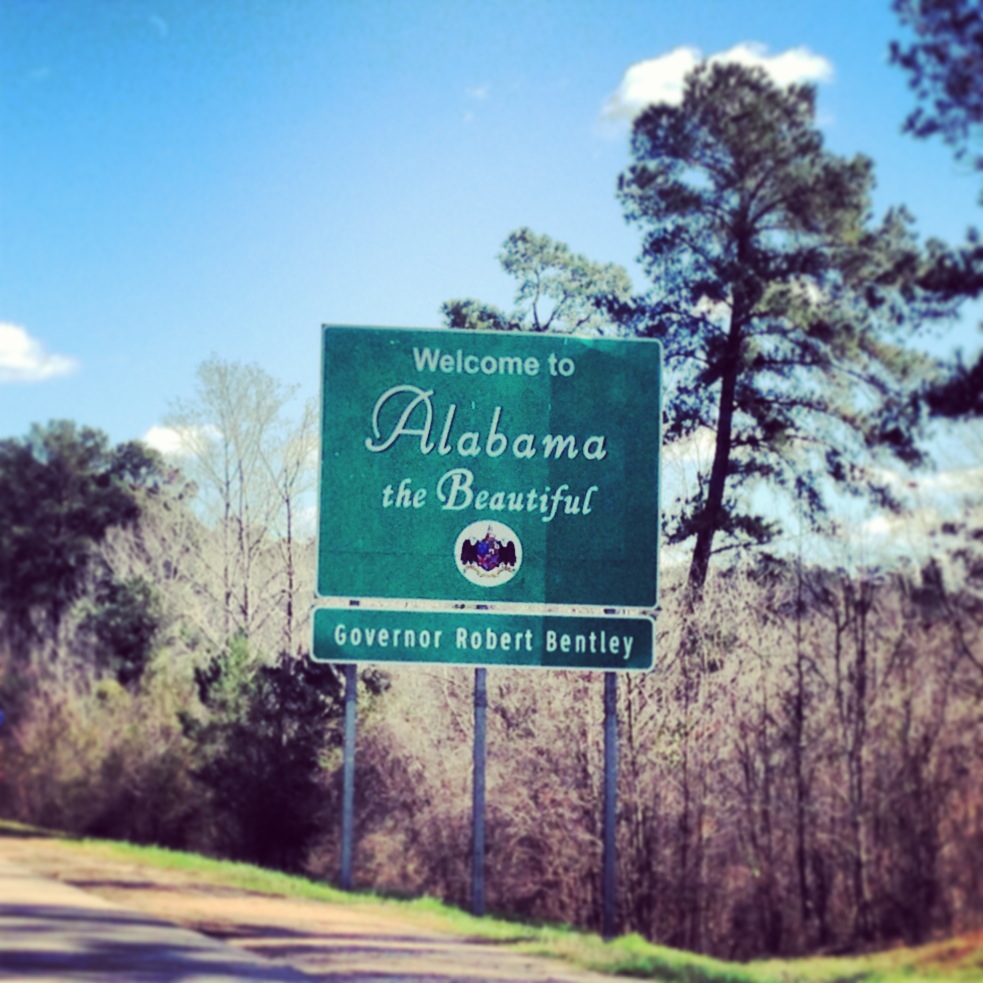 Welcome to
Alabama
the Beautiful
Governor Robert Bentley